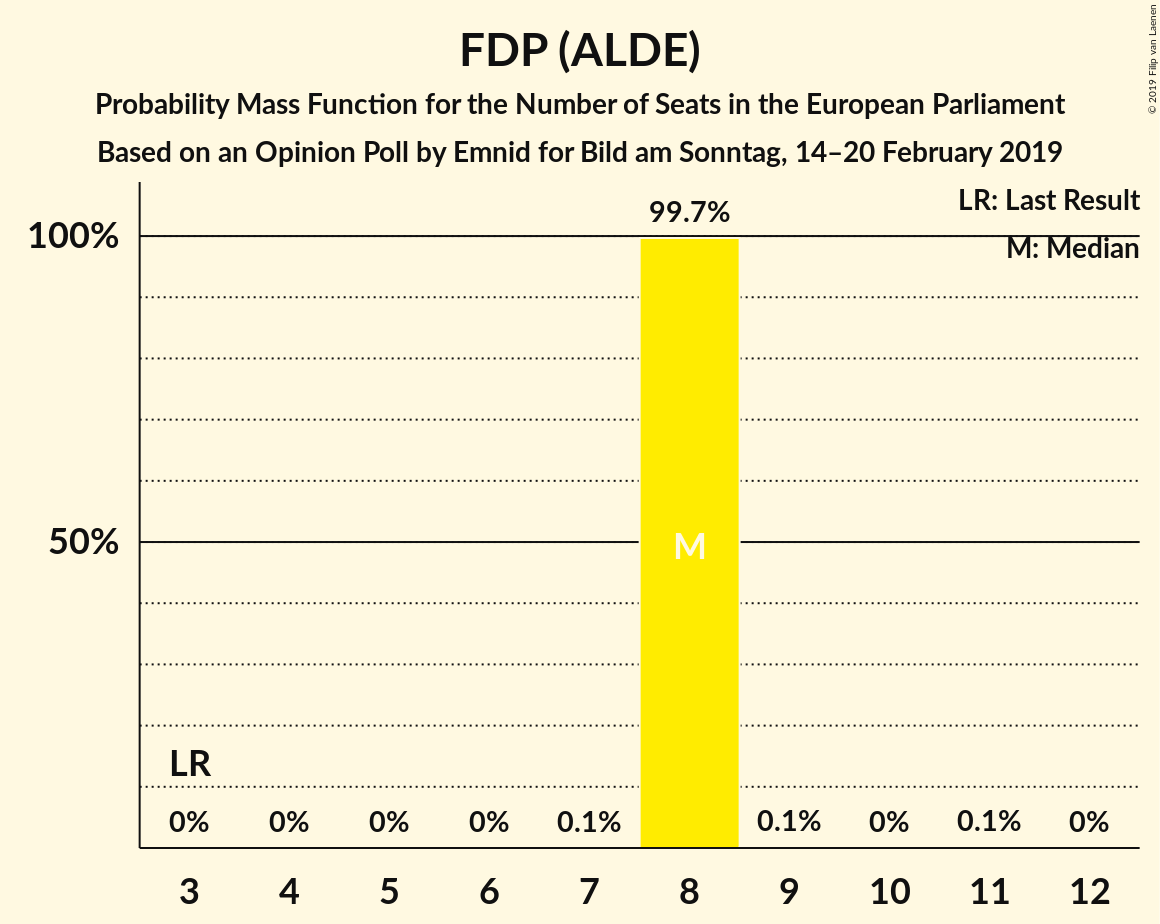 FDP (ALDE)
Probability Mass Function for the Number of Seats in the European Parliament
Based on an Opinion Poll by Emnid for Bild am Sonntag, 14–20 February 2019
© 2019 Filip van Laenen
LR: Last Result
M: Median
99.7%
100%
50%
M
LR
0% 0% 0% 0% 0.1% 0.1% 0% 0.1% 0%
3 4 5 6 7 8 9 10 11 12